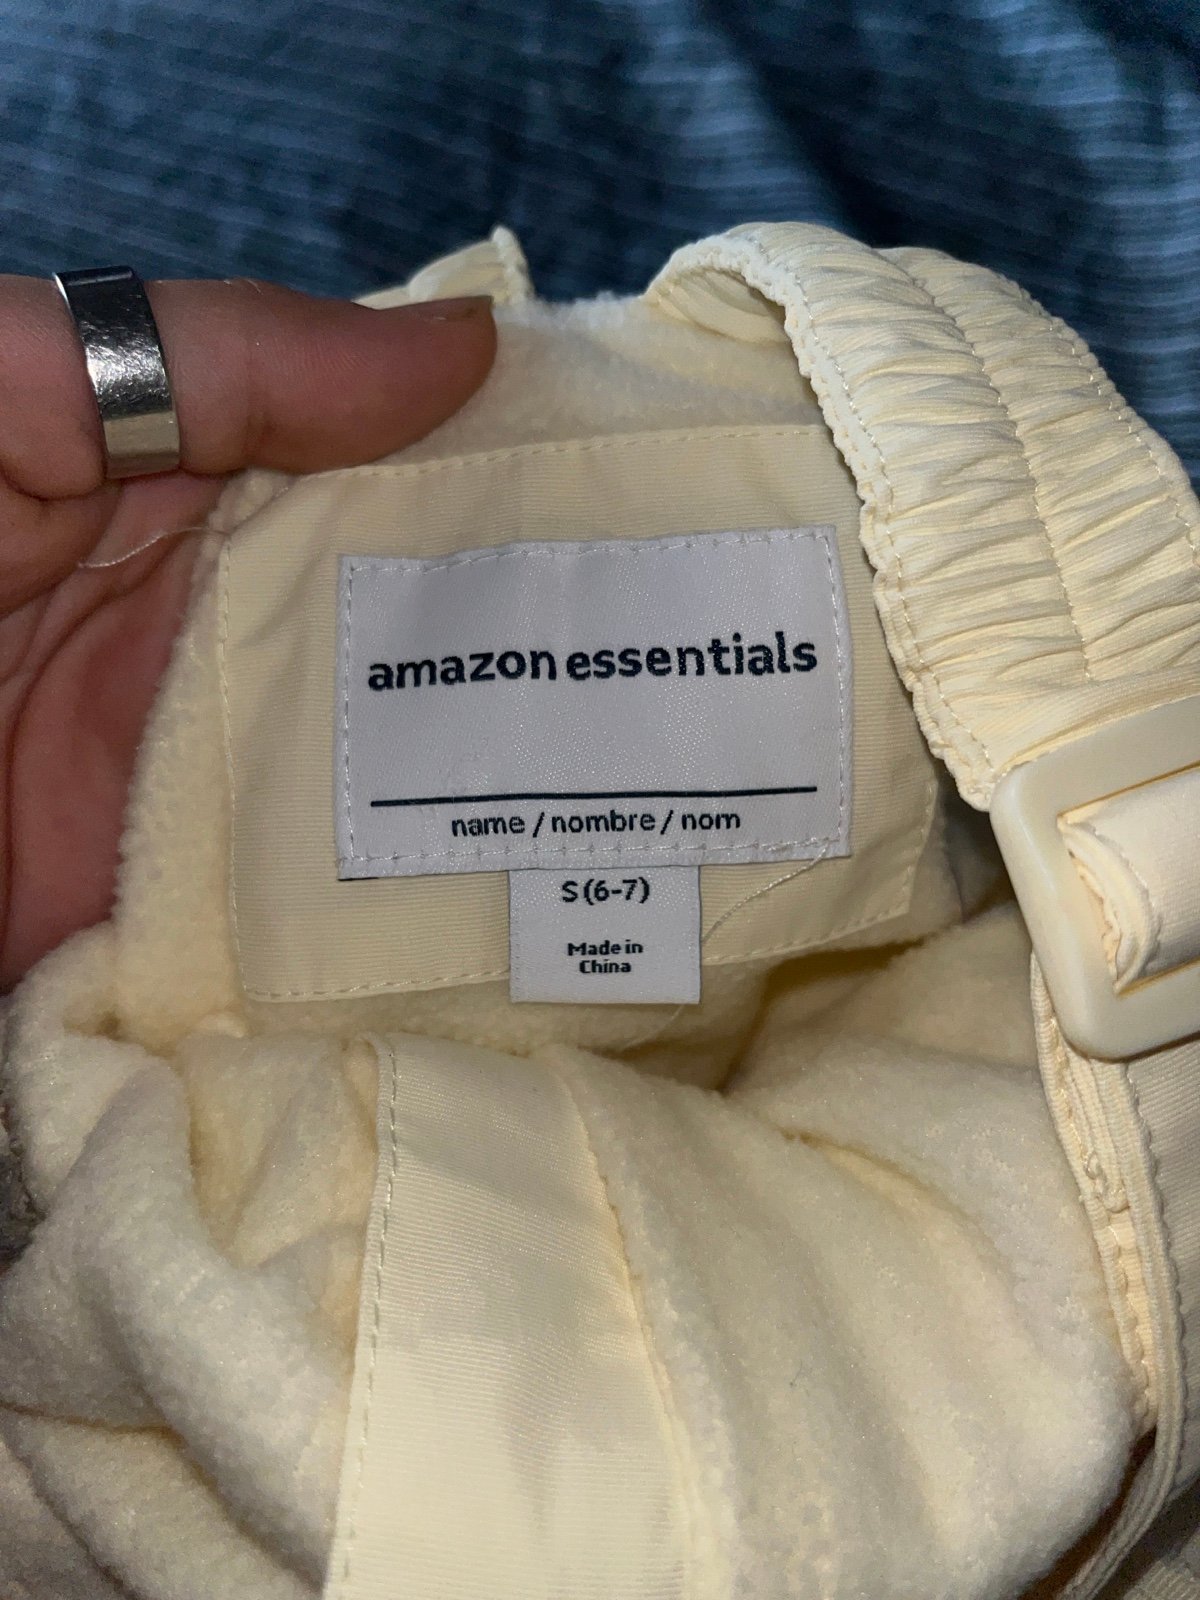 amazon essentials
name / nombre / nom
S (6-7)
Made in
China